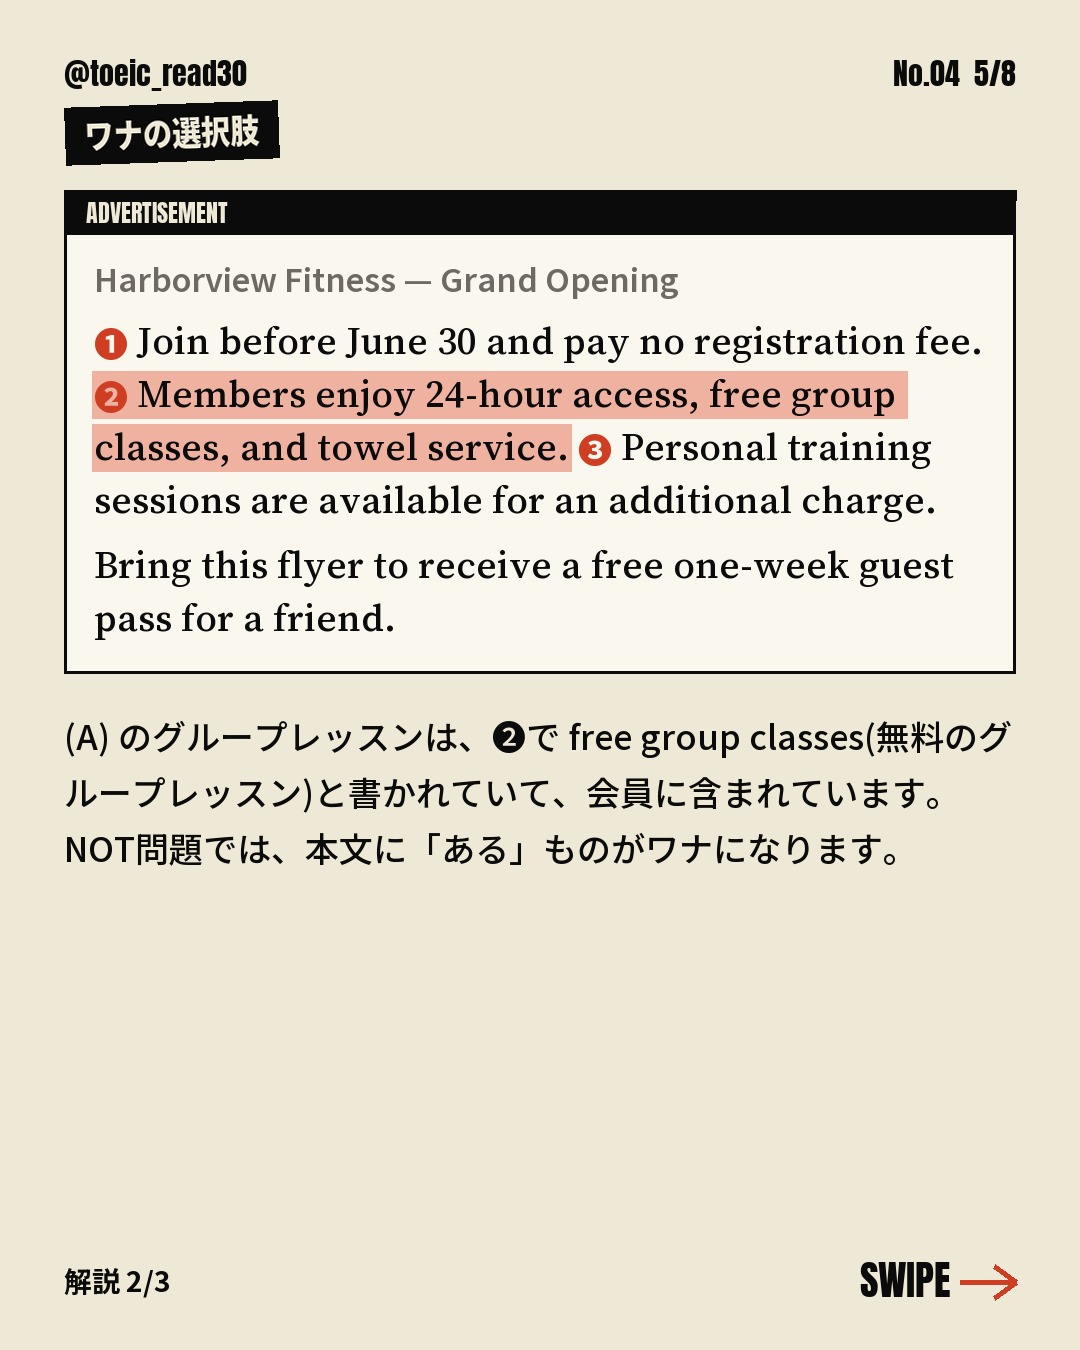 @toeic_read30
No.04 5/8
ワナの選択肢
ADVERTISEMENT
Harborview Fitness — Grand Opening
❶ Join before June 30 and pay no registration fee.
❷ Members enjoy 24-hour access, free group
classes, and towel service. ❸ Personal training
sessions are available for an additional charge.
Bring this flyer to receive a free one-week guest
pass for a friend.
(A) のグループレッスンは、❷で free group classes(無料のグ
ループレッスン)と書かれていて、会員に含まれています。
NOT問題では、本文に「ある」ものがワナになります。
解説 2/3
SWIPE →